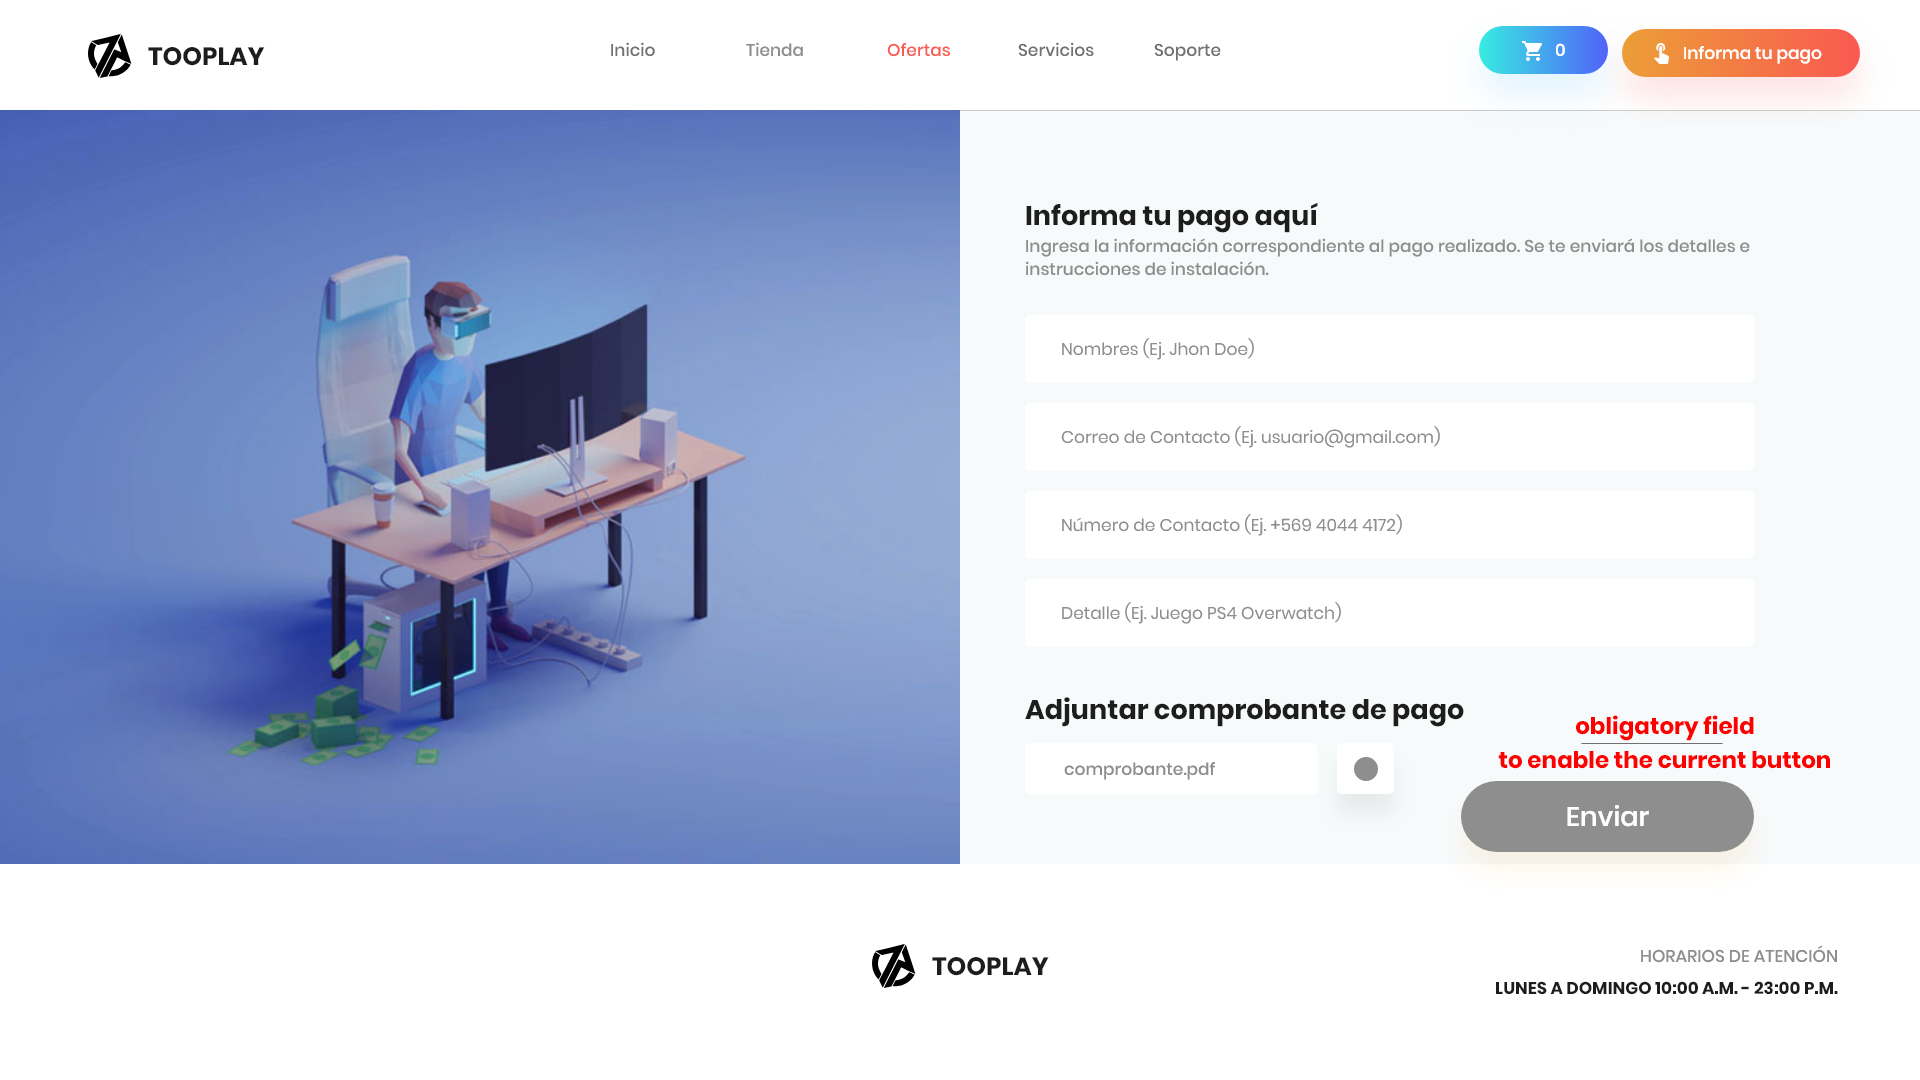 TOOPLAY
Inicio
Tienda
Ofertas
Servicios
Soporte
0
Informa tu pago
Informa tu pago aquí
Ingresa la información correspondiente al pago realizado. Se te enviará los detalles e
instrucciones de instalación.
Nombres (Ej. Jhon Doe)
Correo de Contacto (Ej. usuario@gmail.com)
Número de Contacto (Ej. +569 4044 4172)
Detalle (Ej. Juego PS4 Overwatch)
Adjuntar comprobante de pago
comprobante.pdf
obligatory field
to enable the current button
Enviar
TOOPLAY
HORARIOS DE ATENCIÓN
LUNES A DOMINGO 10:00 A.M. - 23:00 P.M.